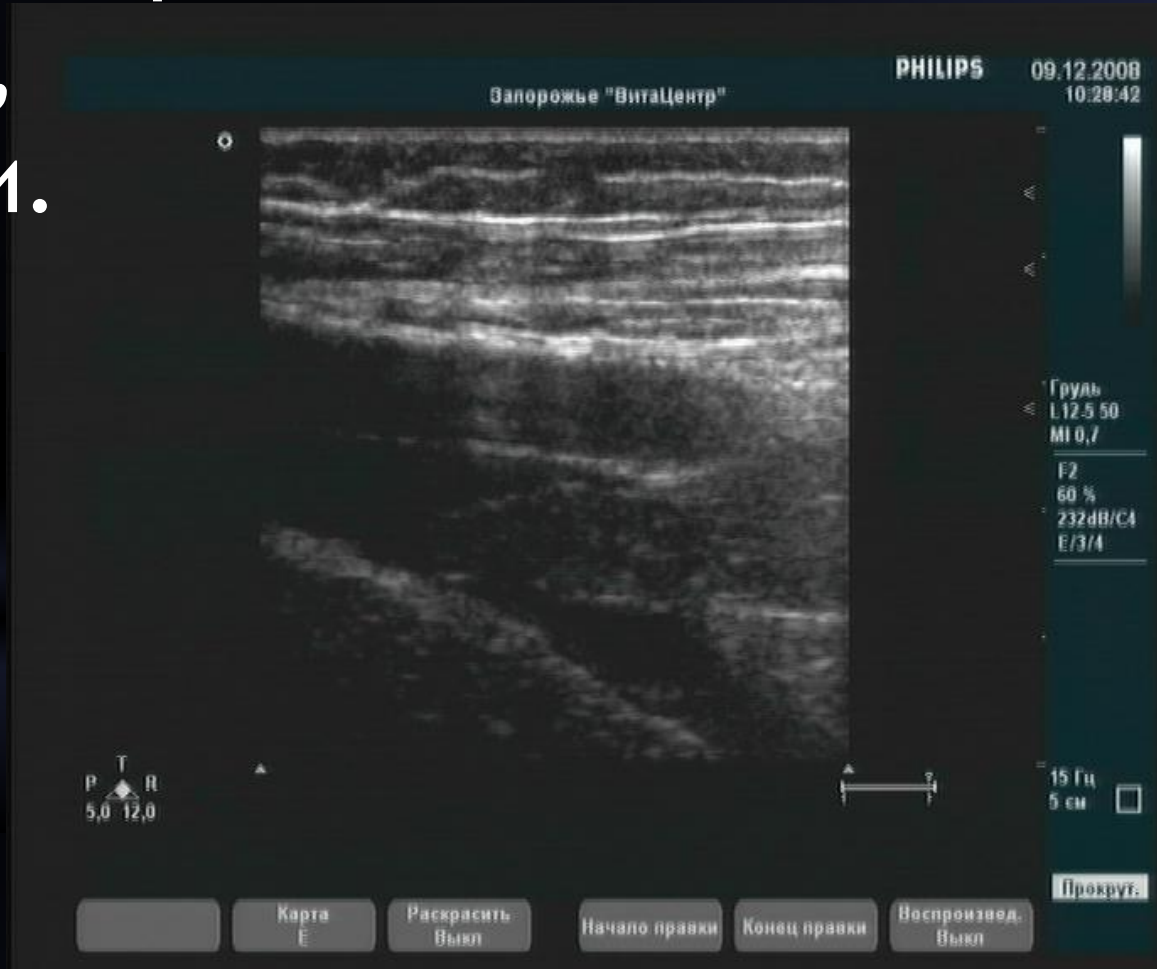 ,
И.
PHILIPS
09.12.2008
10:28:42
Запорожье "ВитаЦентр"
Грудь
L12-5 50
MI 0,7
F2
60 %
232dB/C4
E/3/4
T
P R
5,0 12,0
15 Гц
5 см
Прокрут.
Карта
E
Раскрасить
Выкл
Начало правки
Конец правки
Воспроизвед.
Выкл